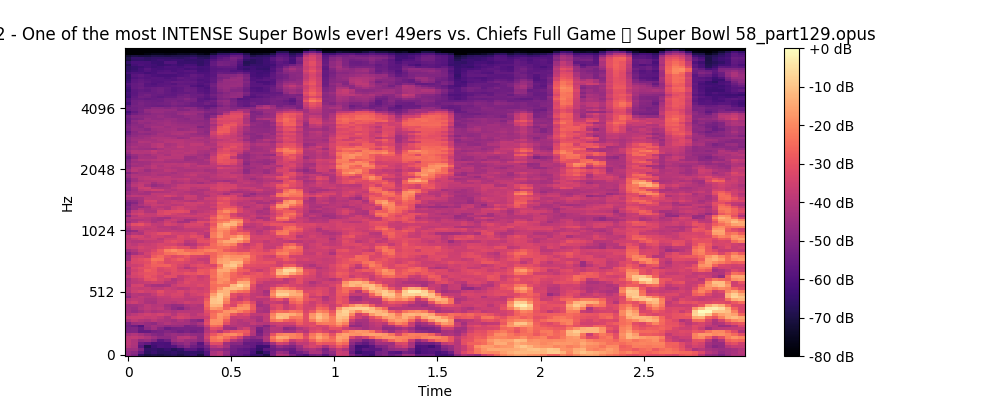 2 - One of the most INTENSE Super Bowls ever! 49ers vs. Chiefs Full Game Super Bowl 58_part129.opus
+0 dB
4096
-10 dB
-20 dB
2048
-30 dB
Hz
1024
-40 dB
-50 dB
512
-60 dB
-70 dB
0
-80 dB
0
0.5
1
1.5
2
2.5
Time